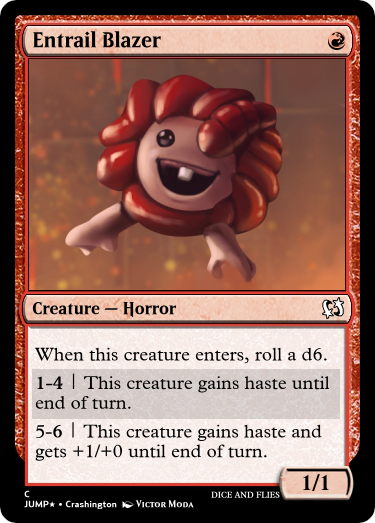 Entrail Blazer
Creature — Horror
When this creature enters, roll a d6.
1-4 | This creature gains haste until
end of turn.
5-6 | This creature gains haste and
gets +1/+0 until end of turn.
1/1
C
JUMP★ • Crashington Victor Moda
DICE AND FLIES